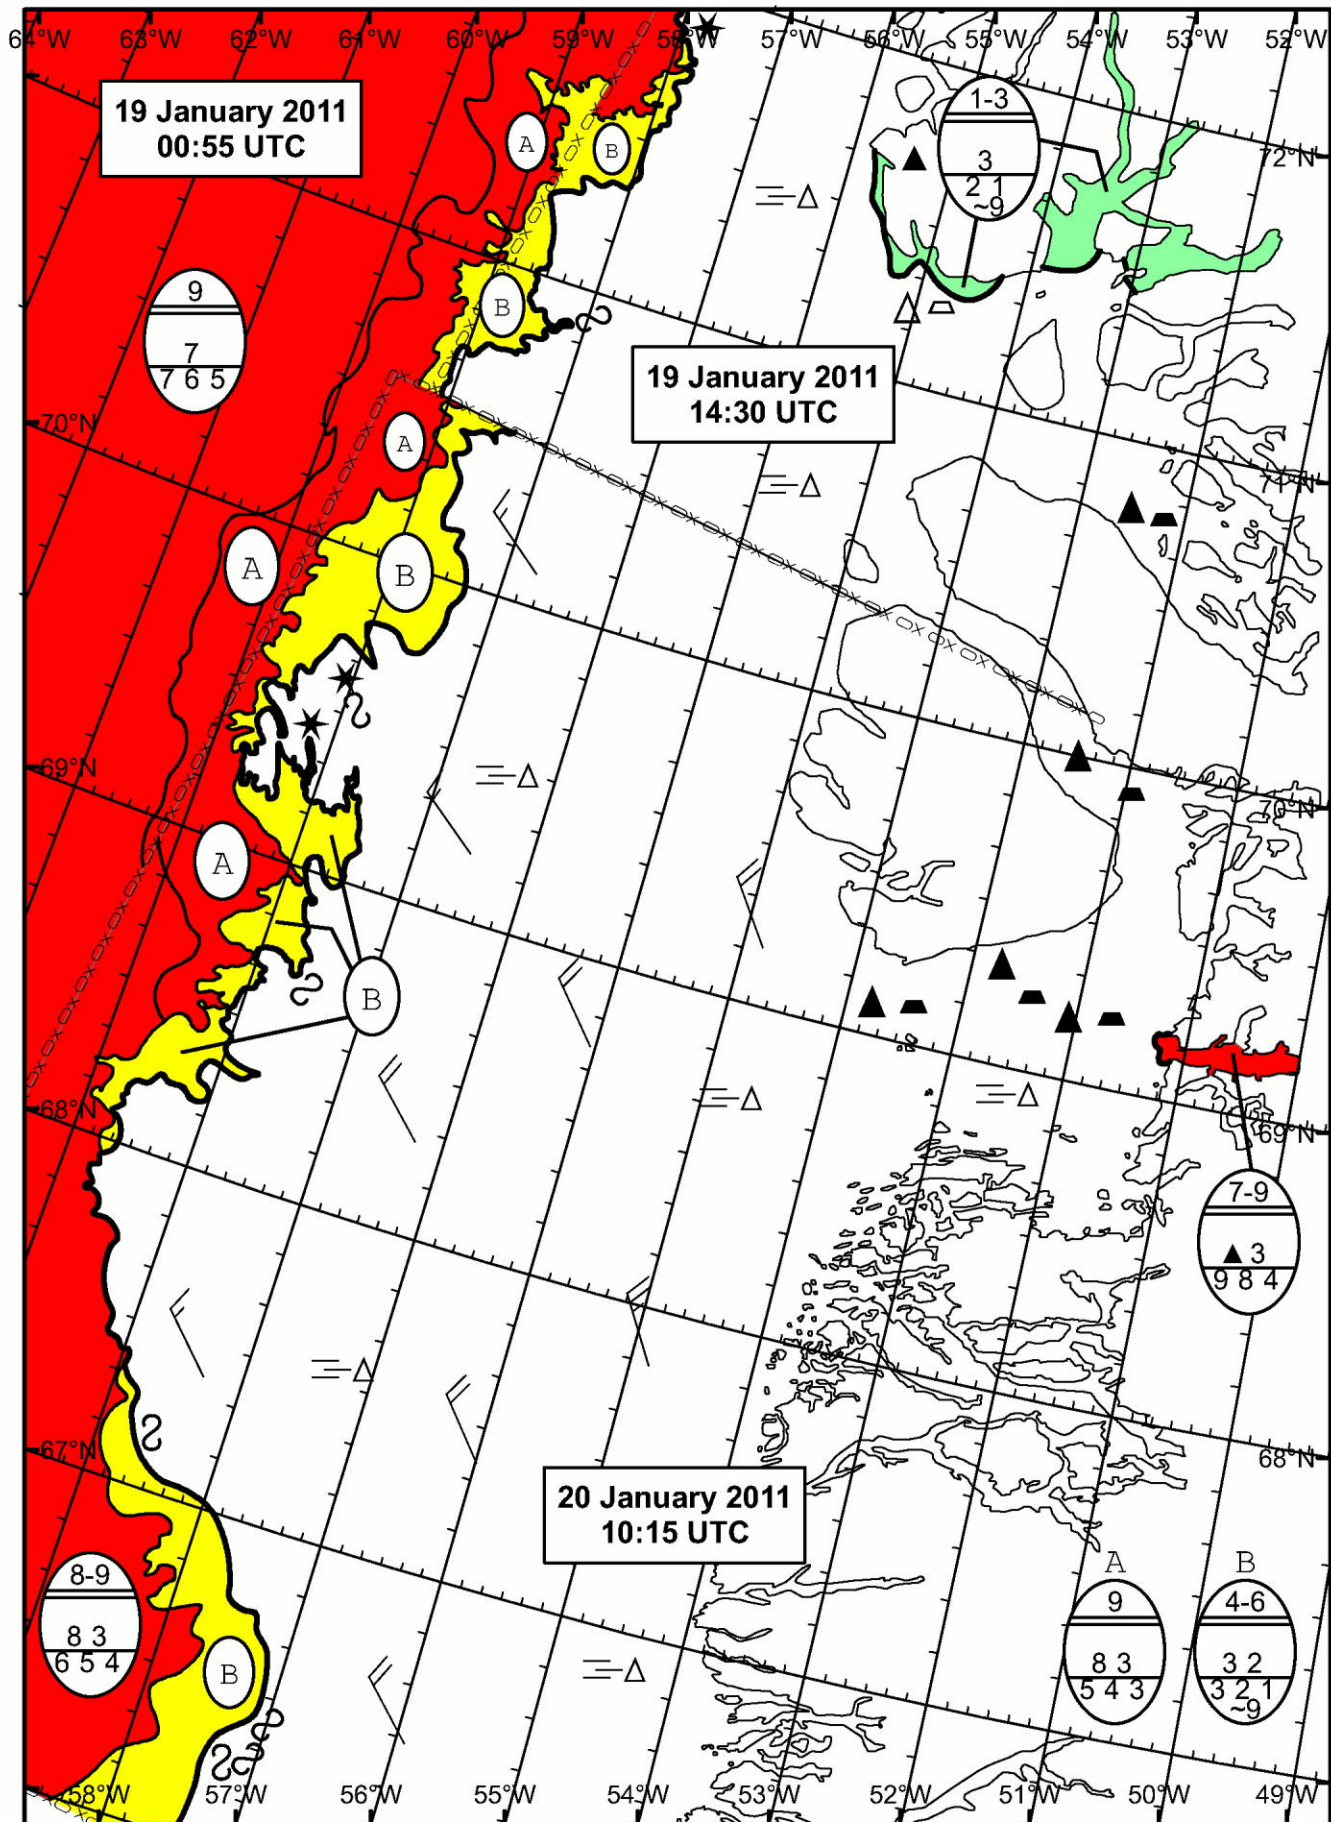 64°W 63°W 62°W 61°W 60°W 59°W 58°W 57°W 56°W 55°W 54°W 53°W 52°W
19 January 2011
00:55 UTC
1-3
3
2 1
~9
A
B
72°N
9
7
7 6 5
B
19 January 2011
14:30 UTC
A
70°N
71°N
A
B
69°N
70°N
A
B
68°N
69°N
7-9
3
9 8 4
67°N
68°N
20 January 2011
10:15 UTC
8-9
8 3
6 5 4
B
A
9
8 3
5 4 3
B
4-6
3 2
3 2 1
~9
58°W 57°W 56°W 55°W 54°W 53°W 52°W 51°W 50°W 49°W